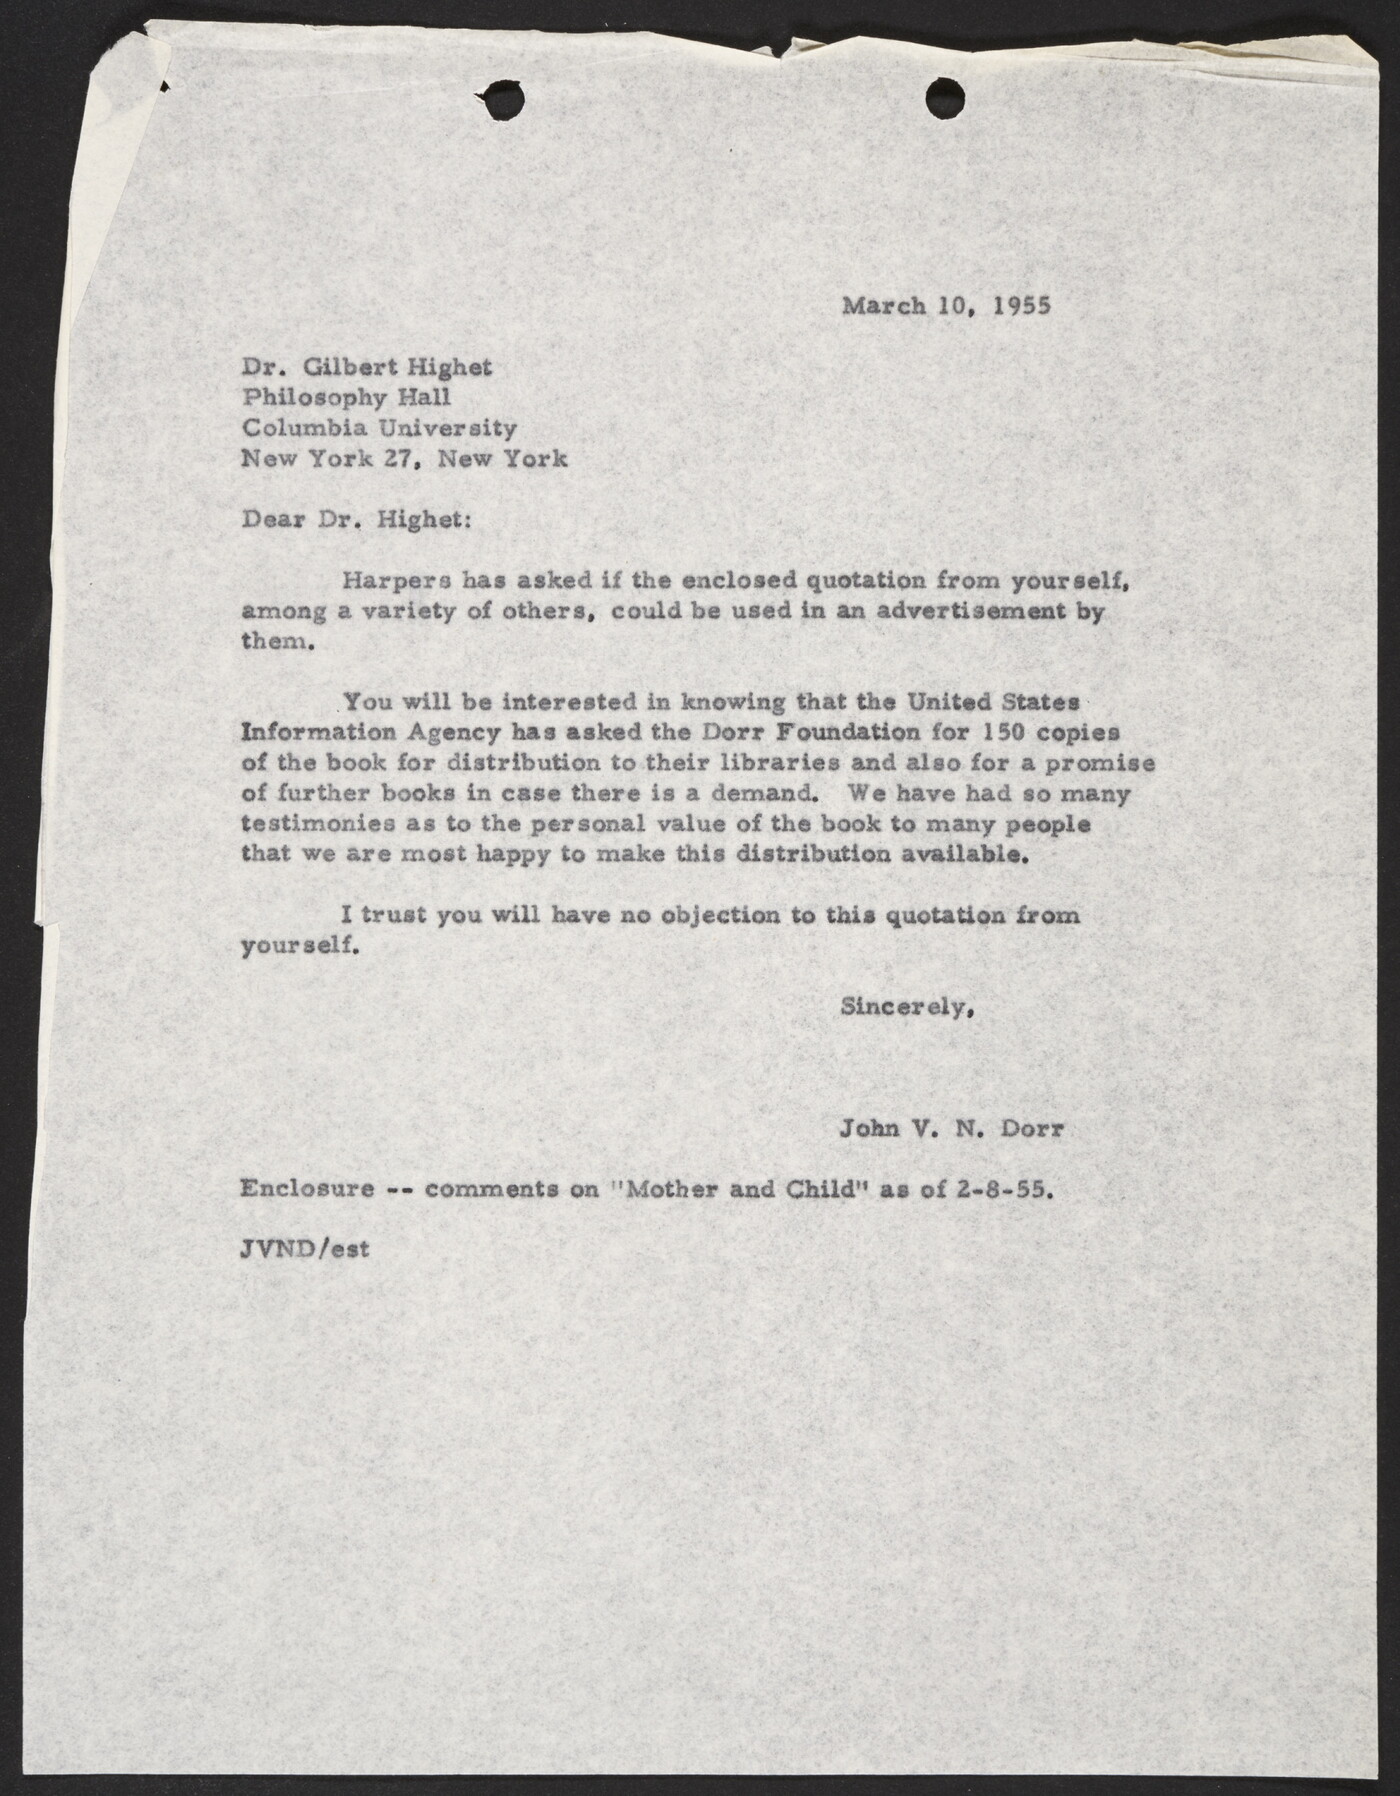 March 10, 1955
Dr. Gilbert Highet
Philosophy Hall
Columbia University
New York 27, New York
Dear Dr. Highet:
Harpers has asked if the enclosed quotation from yourself,
among a variety of others, could be used in an advertisement by
them.
You will be interested in knowing that the United States
Information Agency has asked the Dorr Foundation for 150 copies
of the book for distribution to their libraries and also for a promise
of further books in case there is a demand. We have had so many
testimonies as to the personal value of the book to many people
that we are most happy to make this distribution available.
I trust you will have no objection to this quotation from
yourself.
Sincerely,
John V. N. Dorr
Enclosure -- comments on "Mother and Child" as of 2-8-55.
JVND/est